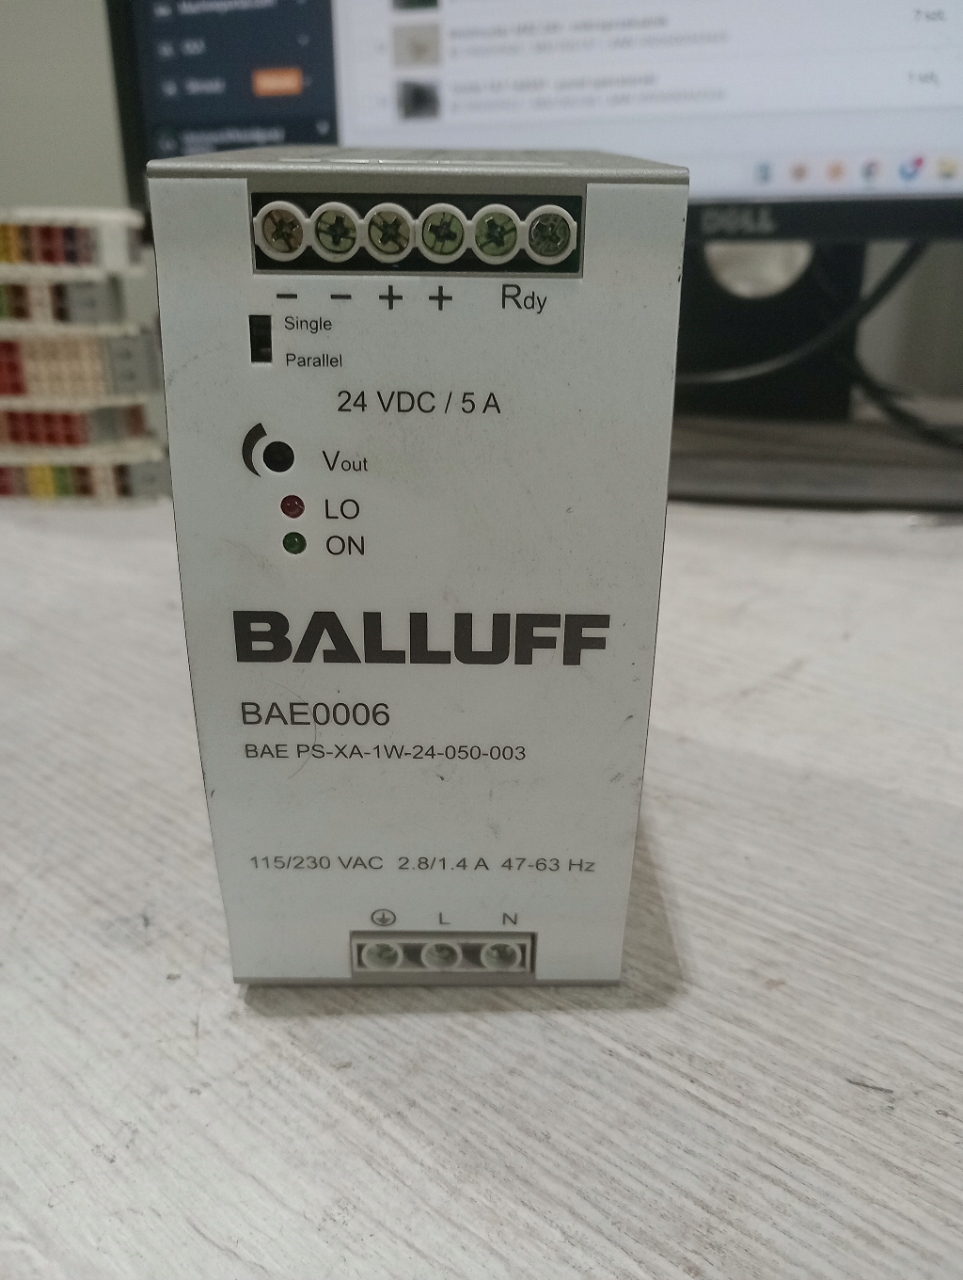 DELL
− − + + Rdy
Single
Parallel
24 VDC / 5 A
Vout
LO
ON
BALLUFF
BAE0006
BAE PS-XA-1W-24-050-003
115/230 VAC 2.8/1.4 A 47-63 Hz
L N